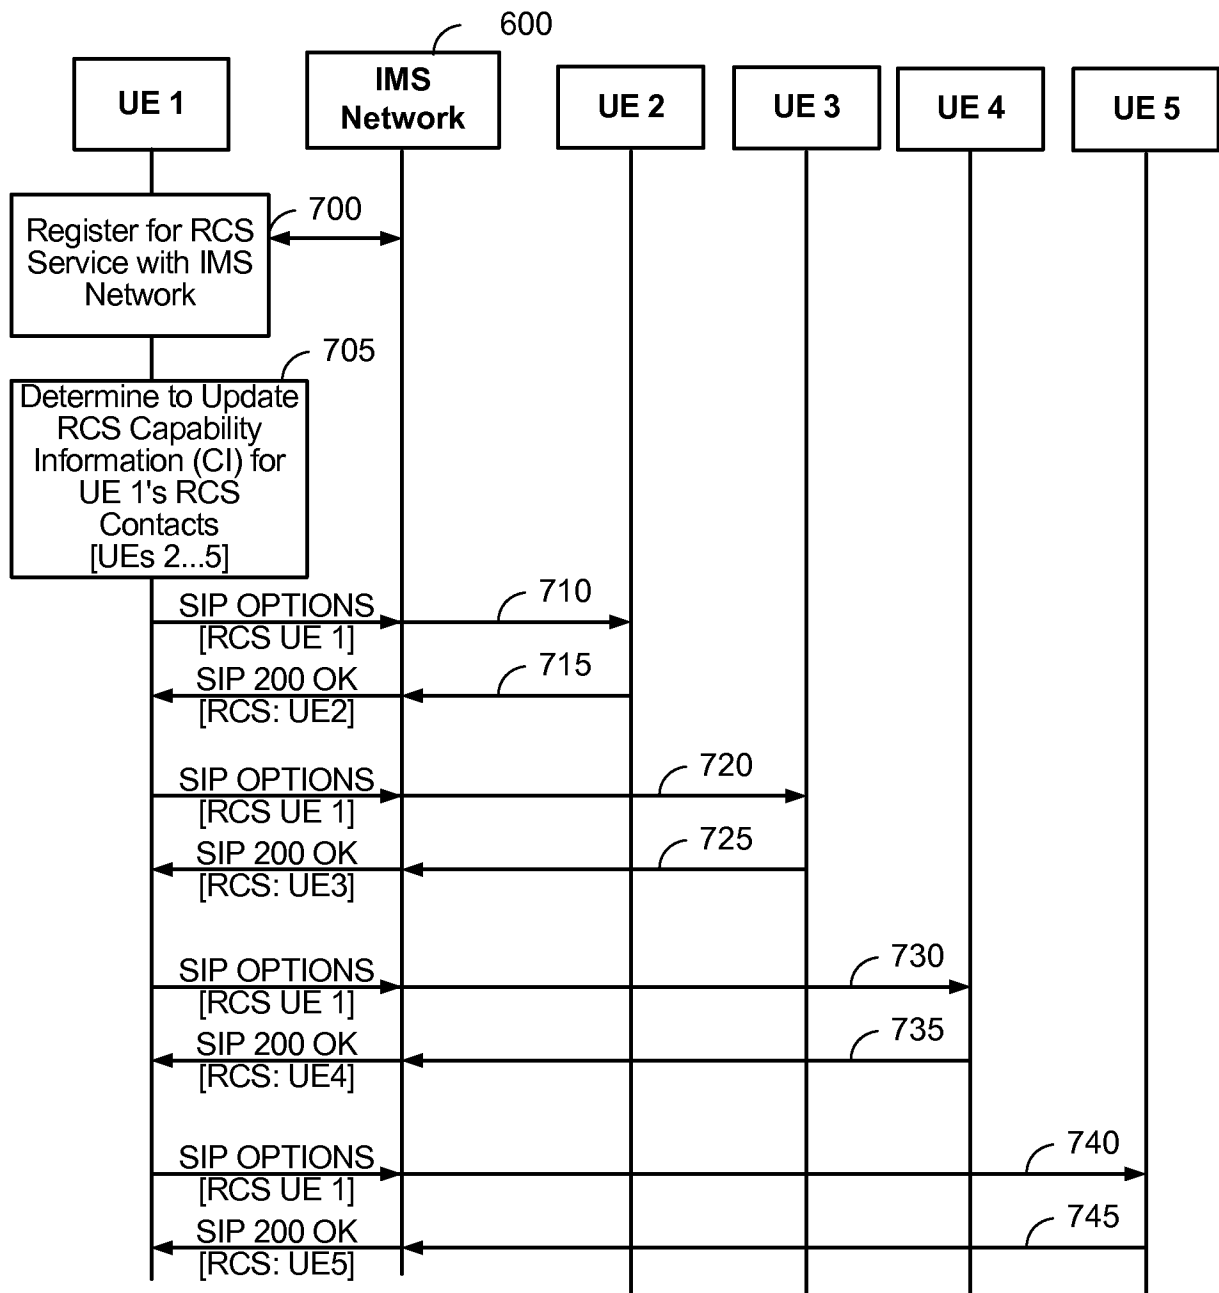 600
UE 1
IMS
Network
UE 2
UE 3
UE 4
UE 5
700
Register for RCS
Service with IMS
Network
705
Determine to Update
RCS Capability
Information (CI) for
UE 1's RCS
Contacts
[UEs 2...5]
SIP OPTIONS
710
[RCS UE 1]
SIP 200 OK
715
[RCS: UE2]
SIP OPTIONS
720
[RCS UE 1]
SIP 200 OK
725
[RCS: UE3]
SIP OPTIONS
730
[RCS UE 1]
SIP 200 OK
735
[RCS: UE4]
SIP OPTIONS
740
[RCS UE 1]
SIP 200 OK
745
[RCS: UE5]